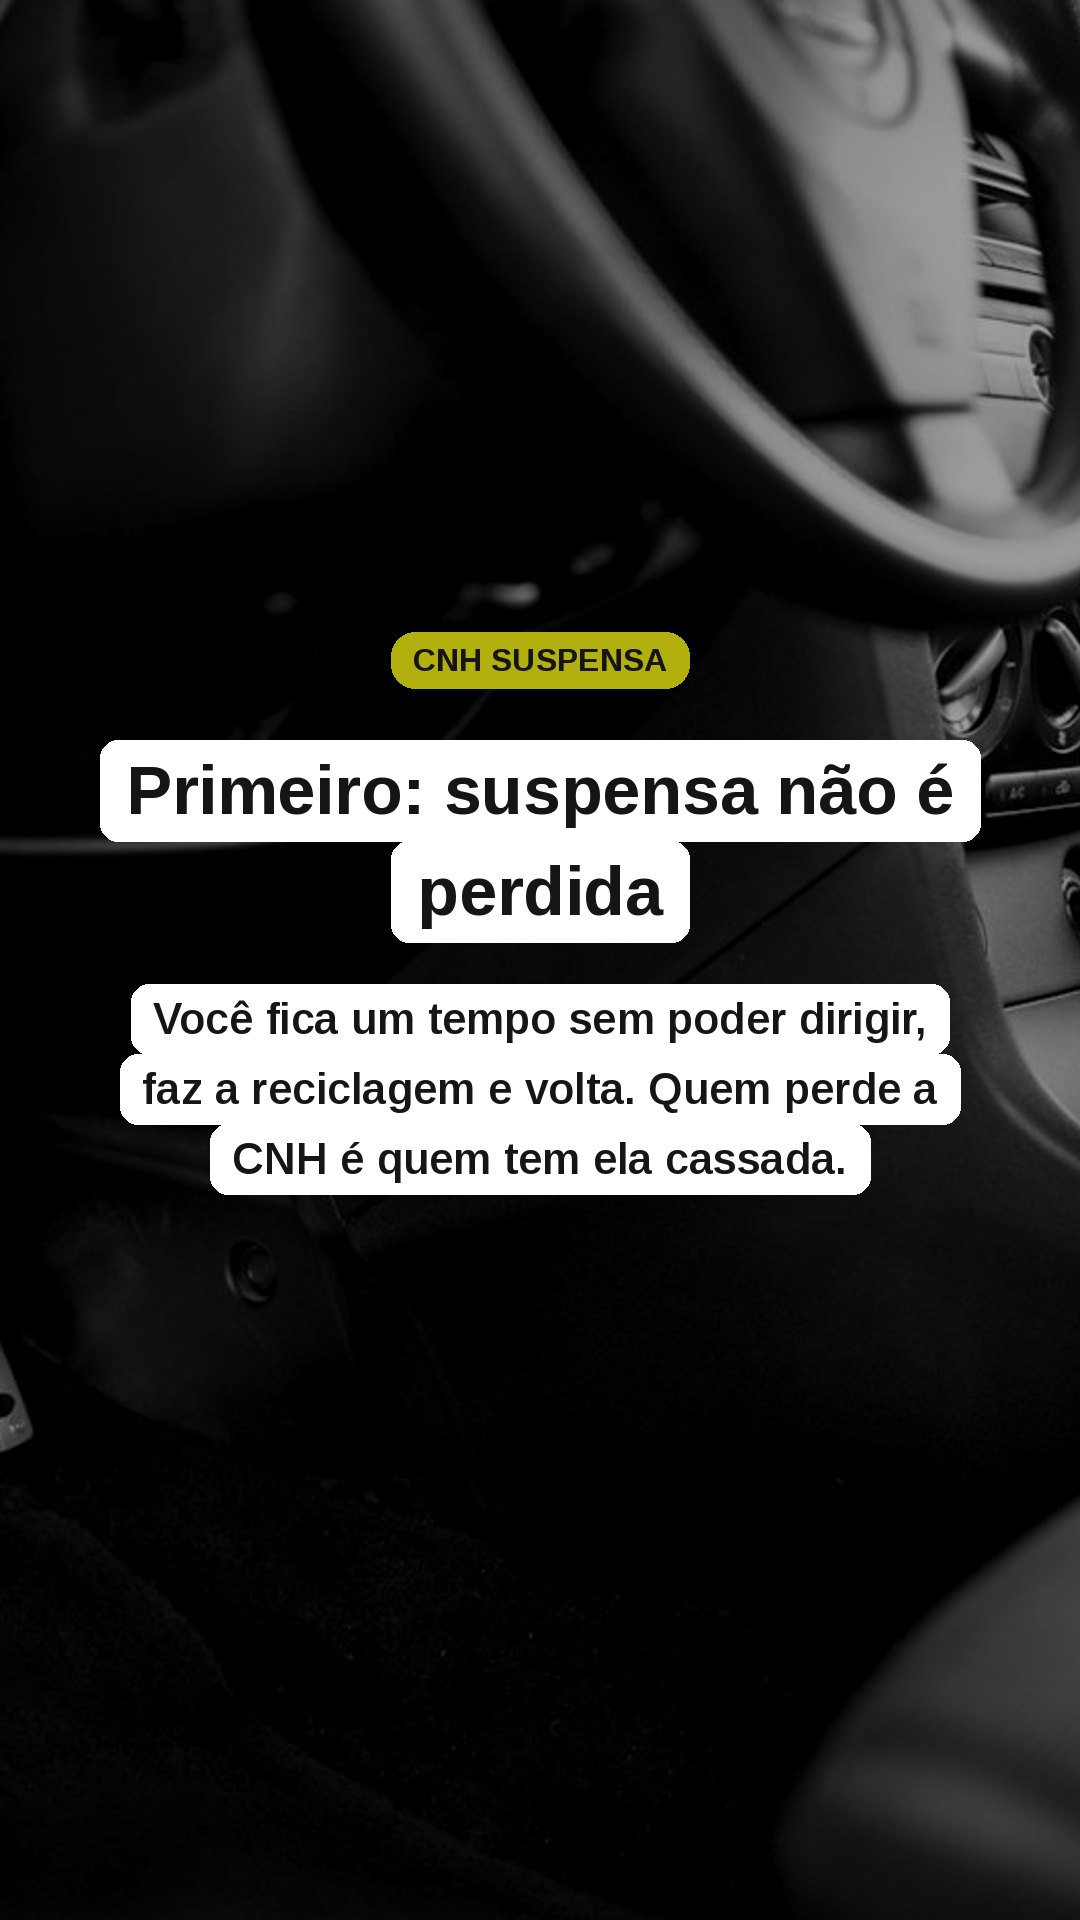 CNH SUSPENSA
Primeiro: suspensa não é
perdida
Você fica um tempo sem poder dirigir,
faz a reciclagem e volta. Quem perde a
CNH é quem tem ela cassada.
AC